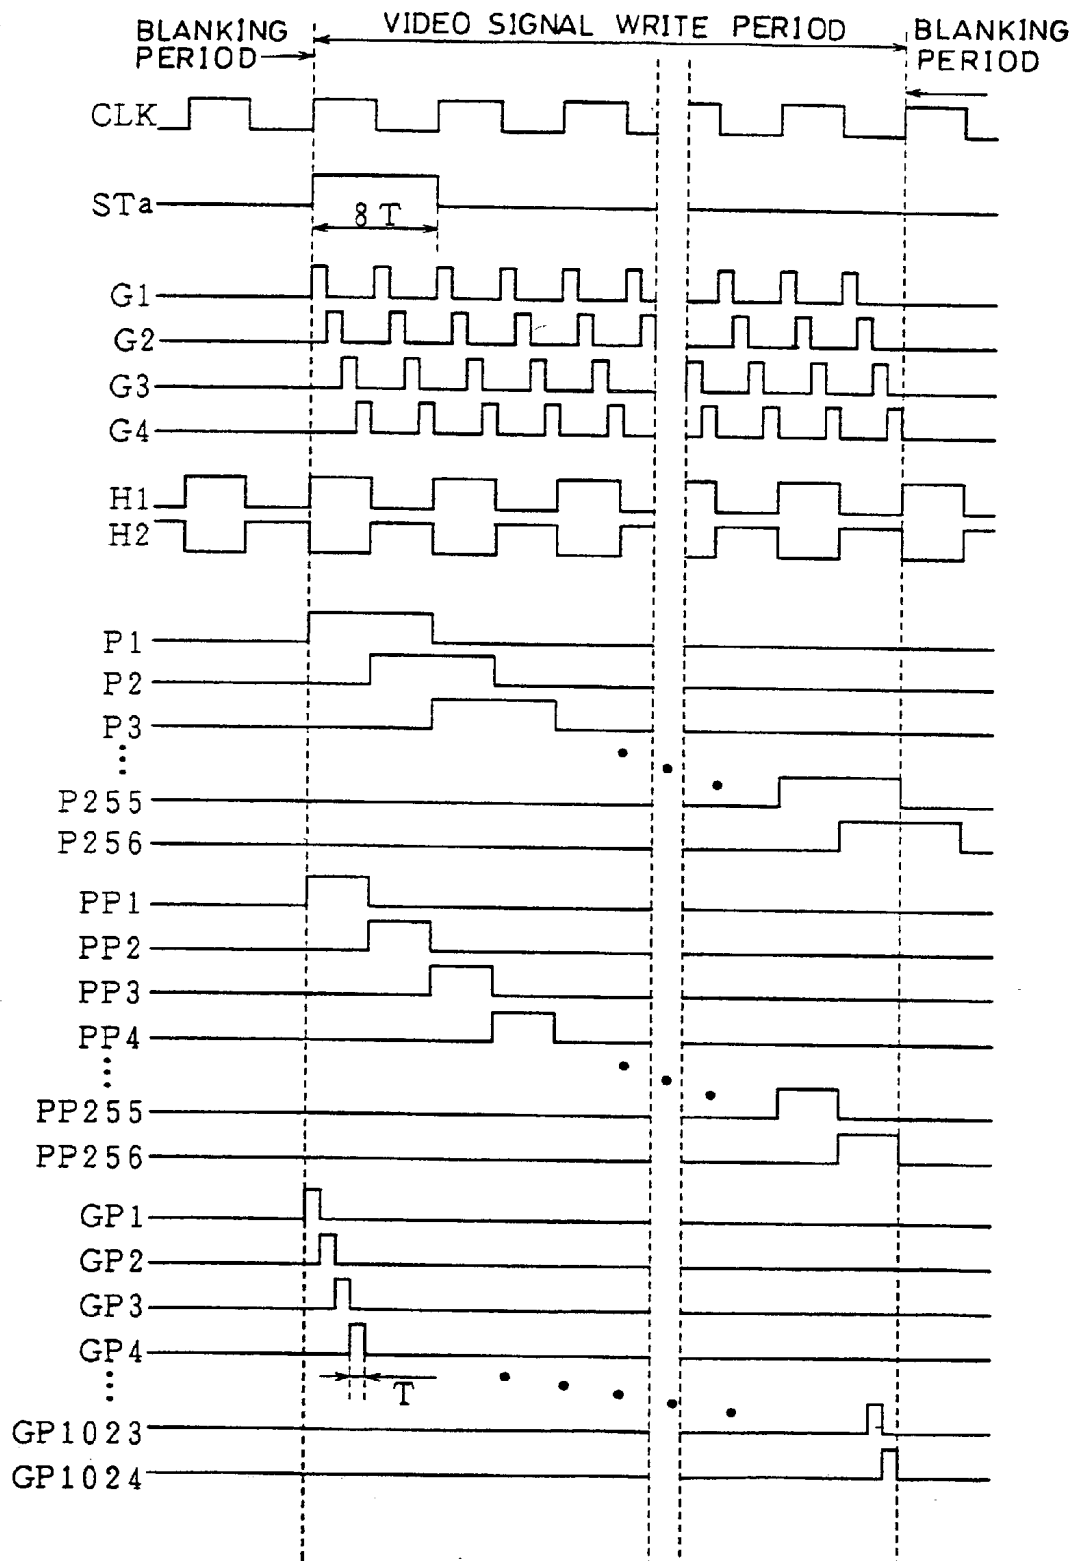 BLANKING PERIOD
VIDEO SIGNAL WRITE PERIOD
BLANKING PERIOD
CLK
STa
8T
G1
G2
G3
G4
H1
H2
P1
P2
P3
P255
P256
PP1
PP2
PP3
PP4
PP255
PP256
GP1
GP2
GP3
GP4
T
GP1023
GP1024